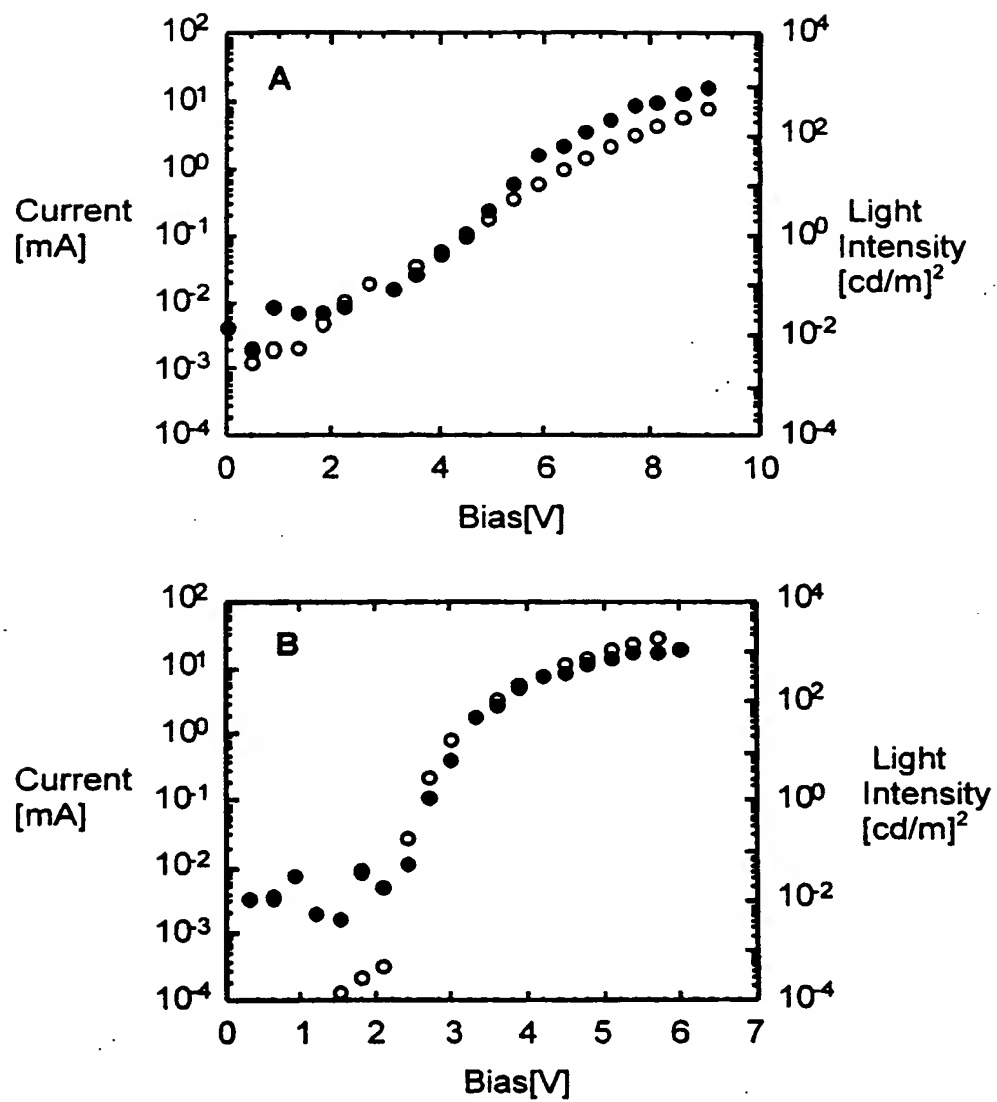 10² 10⁴
A
10¹
10²
10⁰
Current
[mA]
Light
Intensity
[cd/m]²
10⁻¹ 10⁰
10⁻²
10⁻²
10⁻³
10⁻⁴ 10⁻⁴
0 2 4 6 8 10
Bias[V]
10² 10⁴
B
10¹
10²
10⁰
Current
[mA]
Light
Intensity
[cd/m]²
10⁻¹ 10⁰
10⁻²
10⁻²
10⁻³
10⁻⁴ 10⁻⁴
0 1 2 3 4 5 6 7
Bias[V]